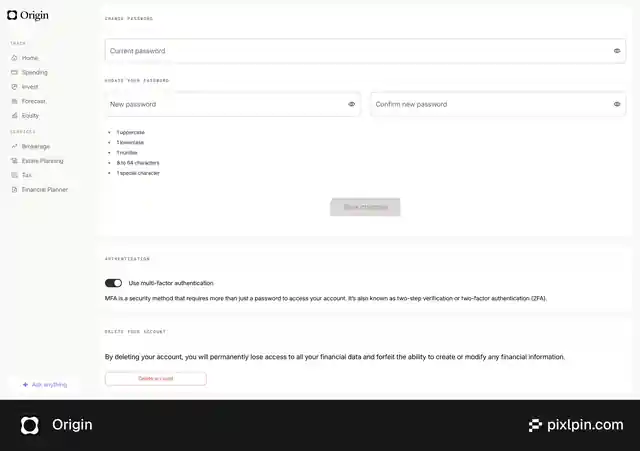 Origin
TRACK
Home
Spending
Invest
Forecast
Equity
SERVICES
Brokerage
Estate Planning
Tax
Financial Planner
Ask anything
CHANGE PASSWORD
Current password
UPDATE YOUR PASSWORD
New password
Confirm new password
1 uppercase
1 lowercase
1 number
8 to 64 characters
1 special character
Save changes
AUTHENTICATION
Use multi-factor authentication
MFA is a security method that requires more than just a password to access your account. It's also known as two-step verification or two-factor authentication (2FA).
DELETE YOUR ACCOUNT
By deleting your account, you will permanently lose access to all your financial data and forfeit the ability to create or modify any financial information.
Delete account
Origin
pixlpin.com